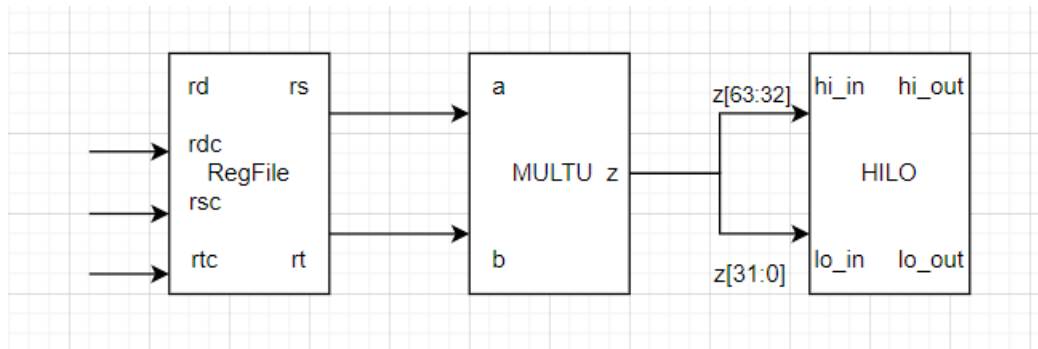 rd rs
rdc
RegFile
rsc
rtc rt
a
MULTU z
b
z[63:32]
z[31:0]
hi_in hi_out
HILO
lo_in lo_out